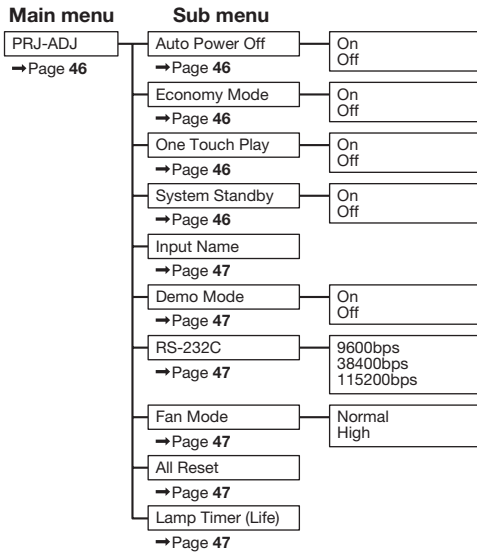 Main menu
Sub menu
PRJ-ADJ
➞Page 46
Auto Power Off
On
Off
➞Page 46
Economy Mode
On
Off
➞Page 46
One Touch Play
On
Off
➞Page 46
System Standby
On
Off
➞Page 46
Input Name
➞Page 47
Demo Mode
On
Off
➞Page 47
RS-232C
9600bps
38400bps
115200bps
➞Page 47
Fan Mode
Normal
High
➞Page 47
All Reset
➞Page 47
Lamp Timer (Life)
➞Page 47